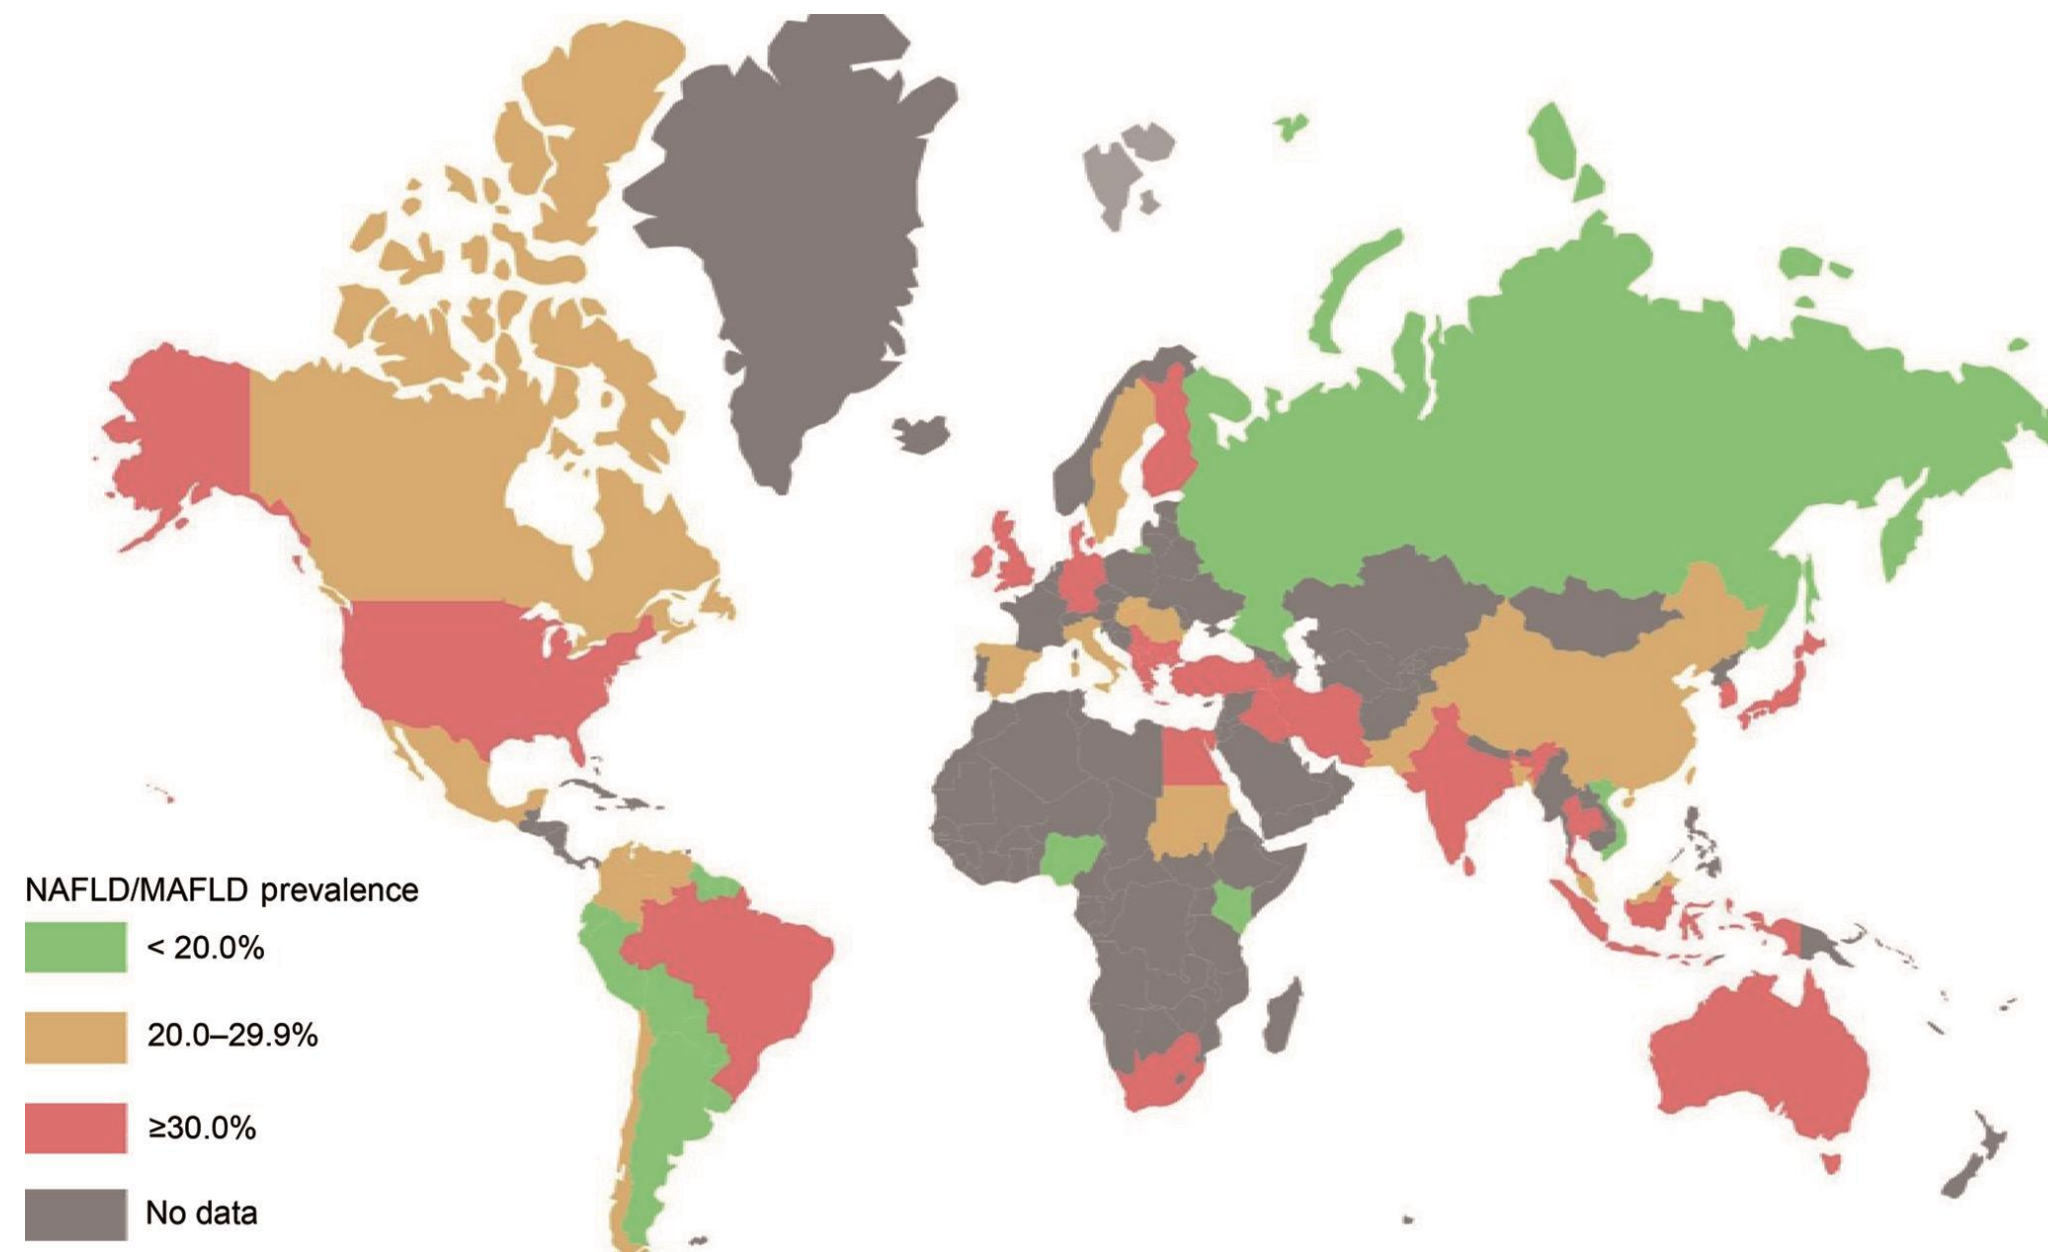 NAFLD/MAFLD prevalence
< 20.0%
20.0–29.9%
≥30.0%
No data